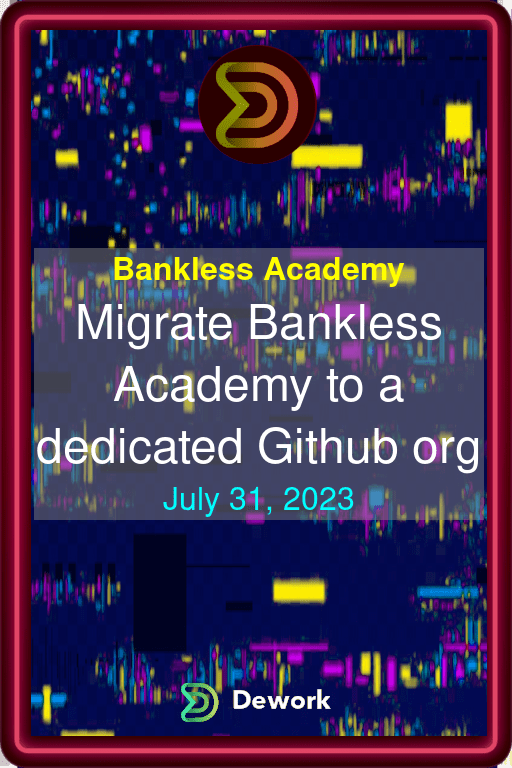 Bankless Academy
Migrate Bankless
Academy to a
dedicated Github org
July 31, 2023
Dework